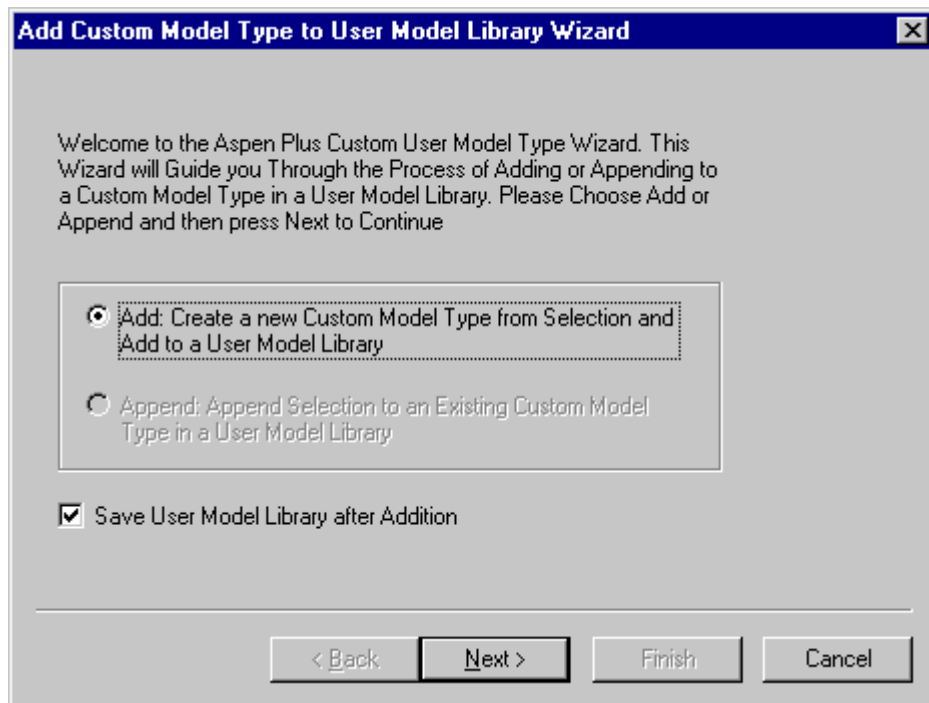 Add Custom Model Type to User Model Library Wizard
Welcome to the Aspen Plus Custom User Model Type Wizard. This
Wizard will Guide you Through the Process of Adding or Appending to
a Custom Model Type in a User Model Library. Please Choose Add or
Append and then press Next to Continue
Add: Create a new Custom Model Type from Selection and
Add to a User Model Library
Append: Append Selection to an Existing Custom Model
Type in a User Model Library
Save User Model Library after Addition
< Back
Next >
Finish
Cancel